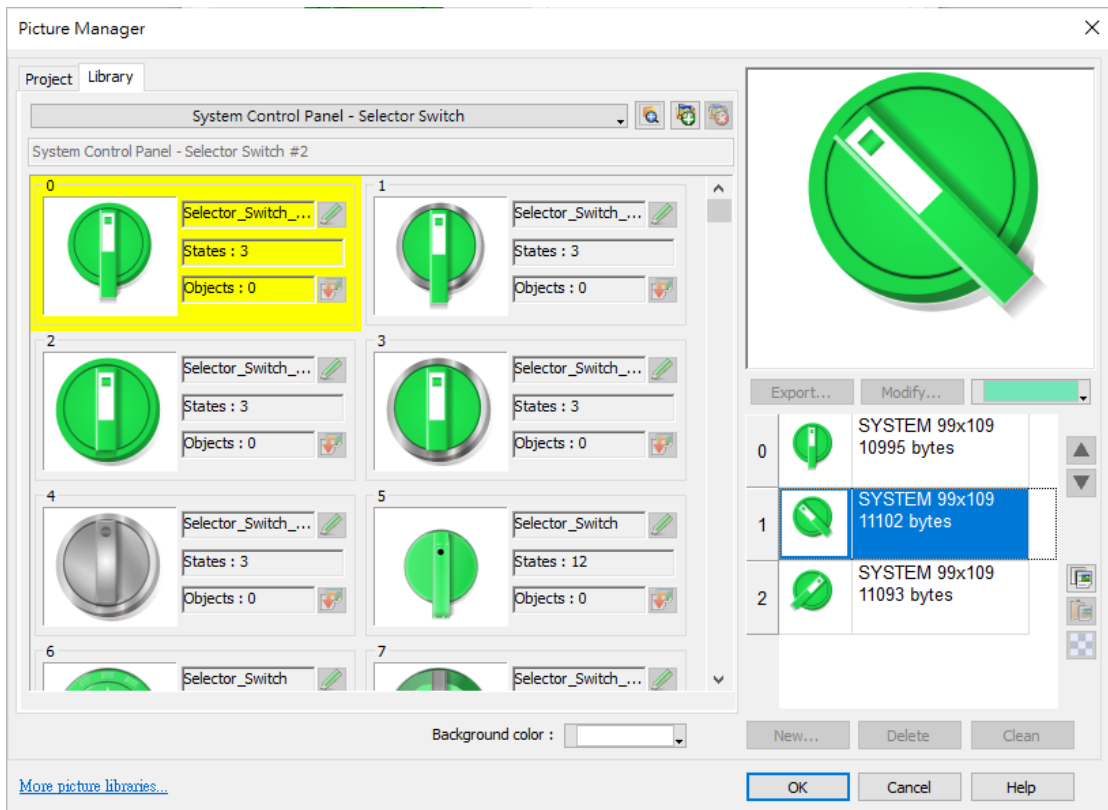 Picture Manager
Project
Library
System Control Panel - Selector Switch
System Control Panel - Selector Switch #2
0
Selector_Switch_...
States : 3
Objects : 0
1
Selector_Switch_...
States : 3
Objects : 0
2
Selector_Switch_...
States : 3
Objects : 0
3
Selector_Switch_...
States : 3
Objects : 0
4
Selector_Switch_...
States : 3
Objects : 0
5
Selector_Switch
States : 12
Objects : 0
6
Selector_Switch
7
Selector_Switch_...
Background color :
More picture libraries...
Export...
Modify...
0
SYSTEM 99x109
10995 bytes
1
SYSTEM 99x109
11102 bytes
2
SYSTEM 99x109
11093 bytes
New...
Delete
Clean
OK
Cancel
Help